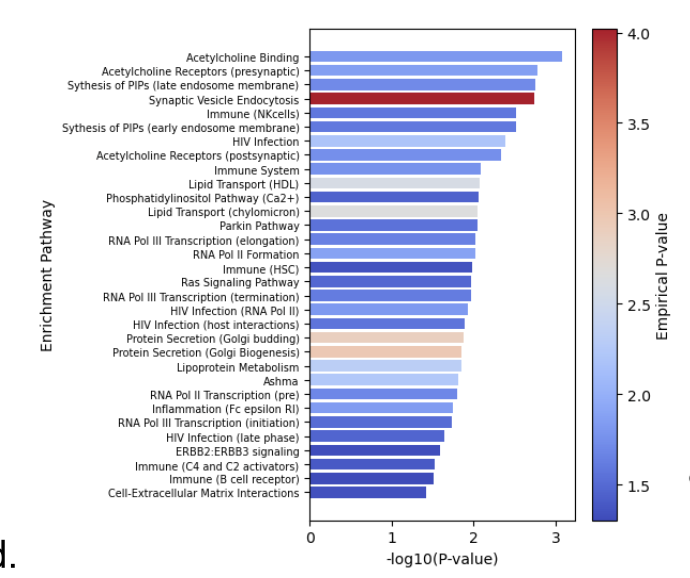 Acetylcholine Binding
Acetylcholine Receptors (presynaptic)
Sythesis of PIPs (late endosome membrane)
Synaptic Vesicle Endocytosis
Immune (NKcells)
Sythesis of PIPs (early endosome membrane)
HIV Infection
Acetylcholine Receptors (postsynaptic)
Immune System
Lipid Transport (HDL)
Phosphatidylinositol Pathway (Ca2+)
Lipid Transport (chylomicron)
Parkin Pathway
RNA Pol III Transcription (elongation)
RNA Pol II Formation
Immune (HSC)
Ras Signaling Pathway
RNA Pol III Transcription (termination)
HIV Infection (RNA Pol II)
HIV Infection (host interactions)
Protein Secretion (Golgi budding)
Protein Secretion (Golgi Biogenesis)
Lipoprotein Metabolism
Ashma
RNA Pol II Transcription (pre)
Inflammation (Fc epsilon RI)
RNA Pol III Transcription (initiation)
HIV Infection (late phase)
ERBB2:ERBB3 signaling
Immune (C4 and C2 activators)
Immune (B cell receptor)
Cell-Extracellular Matrix Interactions
Enrichment Pathway
0 1 2 3
-log10(P-value)
4.0
3.5
3.0
2.5
2.0
1.5
Empirical P-value